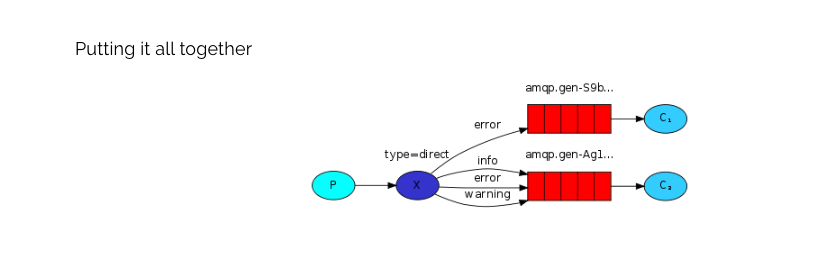 Putting it all together
amqp.gen-S9b...
error
C₁
type=direct
info
amqp.gen-Ag1...
error
P
X
C₂
warning